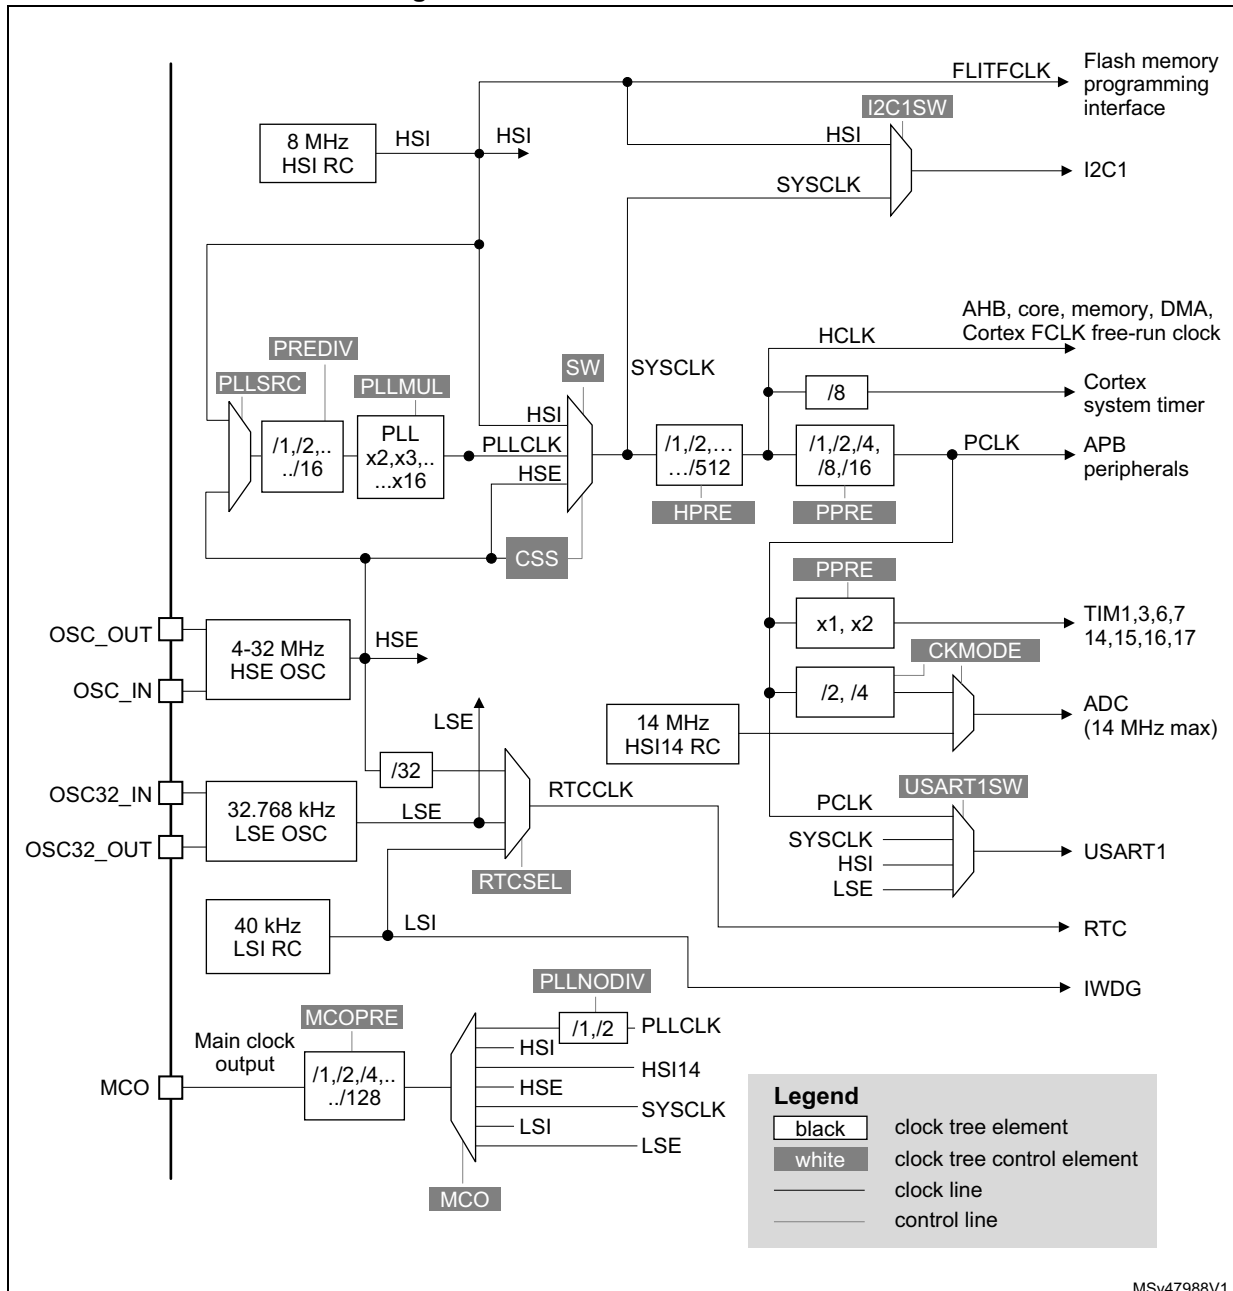 FLITFCLK
Flash memory
programming
interface
I2C1SW
8 MHz
HSI RC
HSI
HSI
HSI
I2C1
SYSCLK
AHB, core, memory, DMA,
Cortex FCLK free-run clock
HCLK
PREDIV
PLLSRC
PLLMUL
SW
SYSCLK
/8
Cortex
system timer
/1,/2,..
../16
PLL
x2,x3,..
...x16
HSI
PLLCLK
HSE
/1,/2,…
…/512
/1,/2,/4,
/8,/16
PCLK
APB
peripherals
HPRE
PPRE
CSS
PPRE
OSC_OUT
OSC_IN
4-32 MHz
HSE OSC
HSE
x1, x2
TIM1,3,6,7
14,15,16,17
CKMODE
/2, /4
LSE
14 MHz
HSI14 RC
ADC
(14 MHz max)
/32
OSC32_IN
OSC32_OUT
32.768 kHz
LSE OSC
LSE
RTCCLK
RTCSEL
PCLK
USART1SW
SYSCLK
HSI
LSE
USART1
40 kHz
LSI RC
LSI
RTC
IWDG
PLLNODIV
MCOPRE
Main clock
output
/1,/2
PLLCLK
HSI
HSI14
MCO
/1,/2,/4,..
../128
HSE
SYSCLK
LSI
LSE
MCO
Legend
black
clock tree element
white
clock tree control element
clock line
control line
MSv47988V1